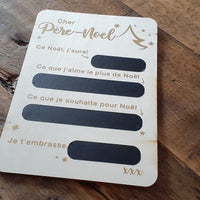 Cher
Père-Noël
Ce Noël, j'aurai
Ce que j'aime le plus de Noël
Ce que je souhaite pour Noël
Je t'embrasse
xxx